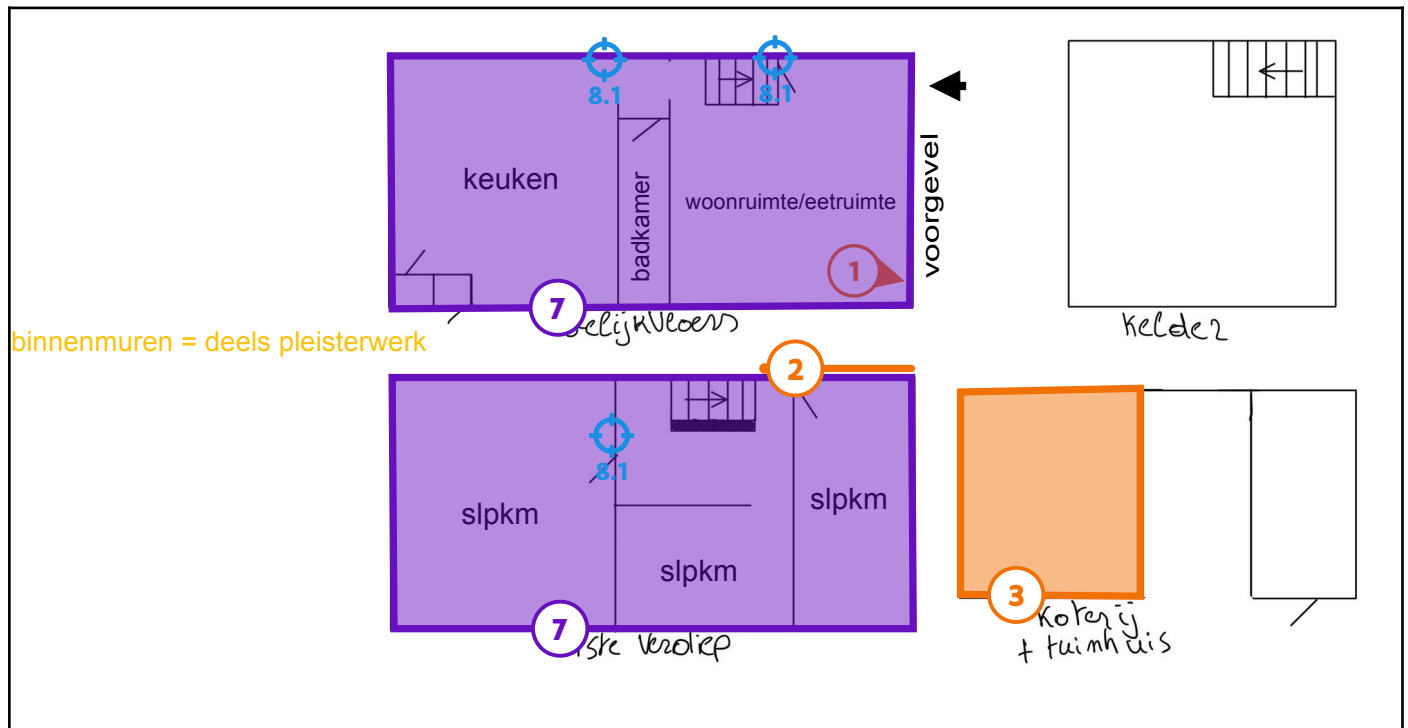 8.1
8.1
keuken
badkamer
woonruimte/eetruimte
voorgevel
1
7
gelijkvloers
kelder
binnenmuren = deels pleisterwerk
2
8.1
slpkm
slpkm
slpkm
3
7
1ste verdiep
koterij
+ tuinhuis